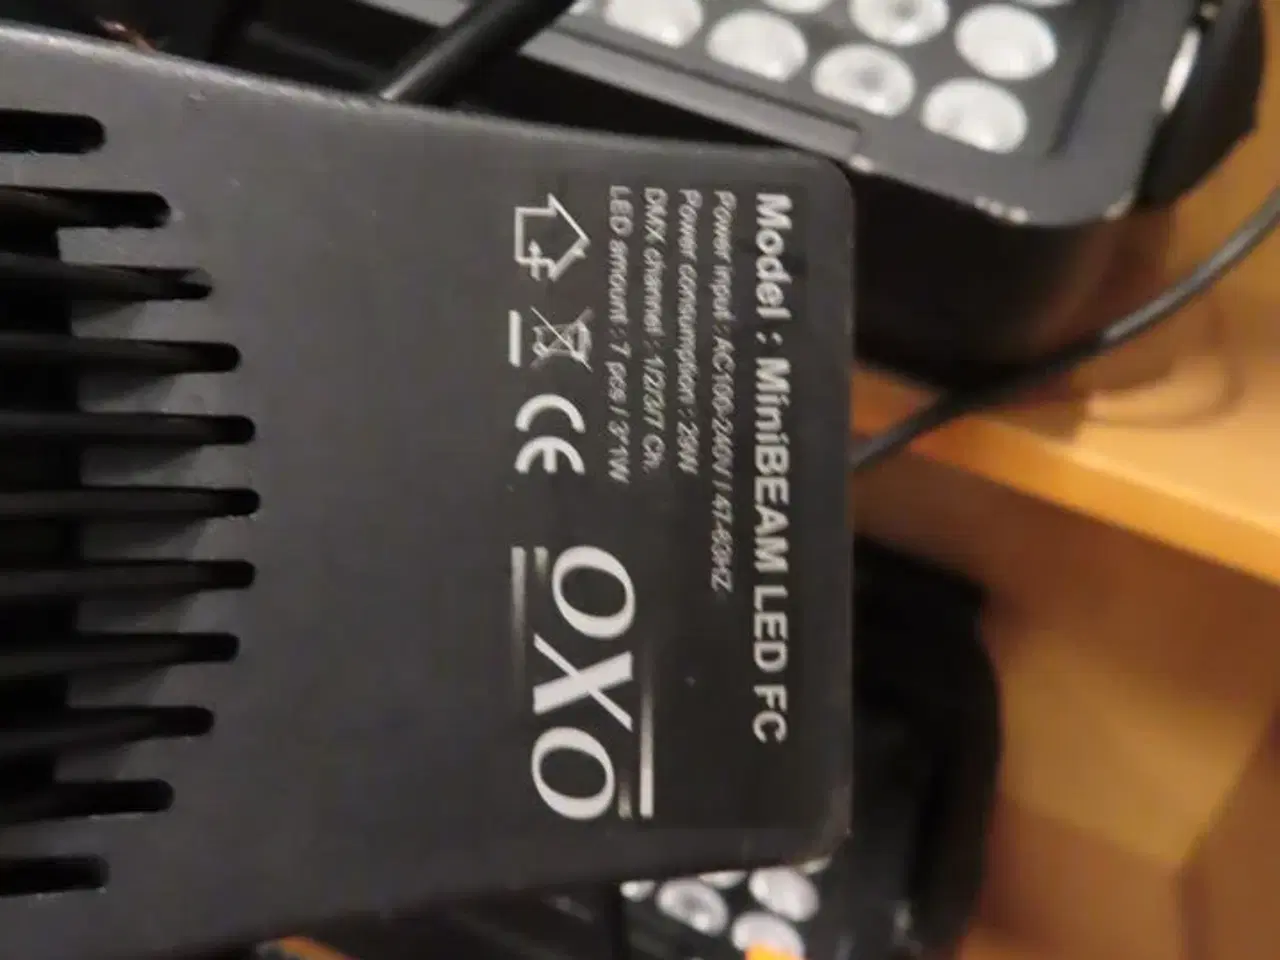 Model : MiniBEAM LED FC
Power input : AC100-240V / 47-63HZ
Power consumption : 29W
DMX channel : 1/2/3/7 Ch.
LED amount : 7 pcs / 3*1W
CE
OXO